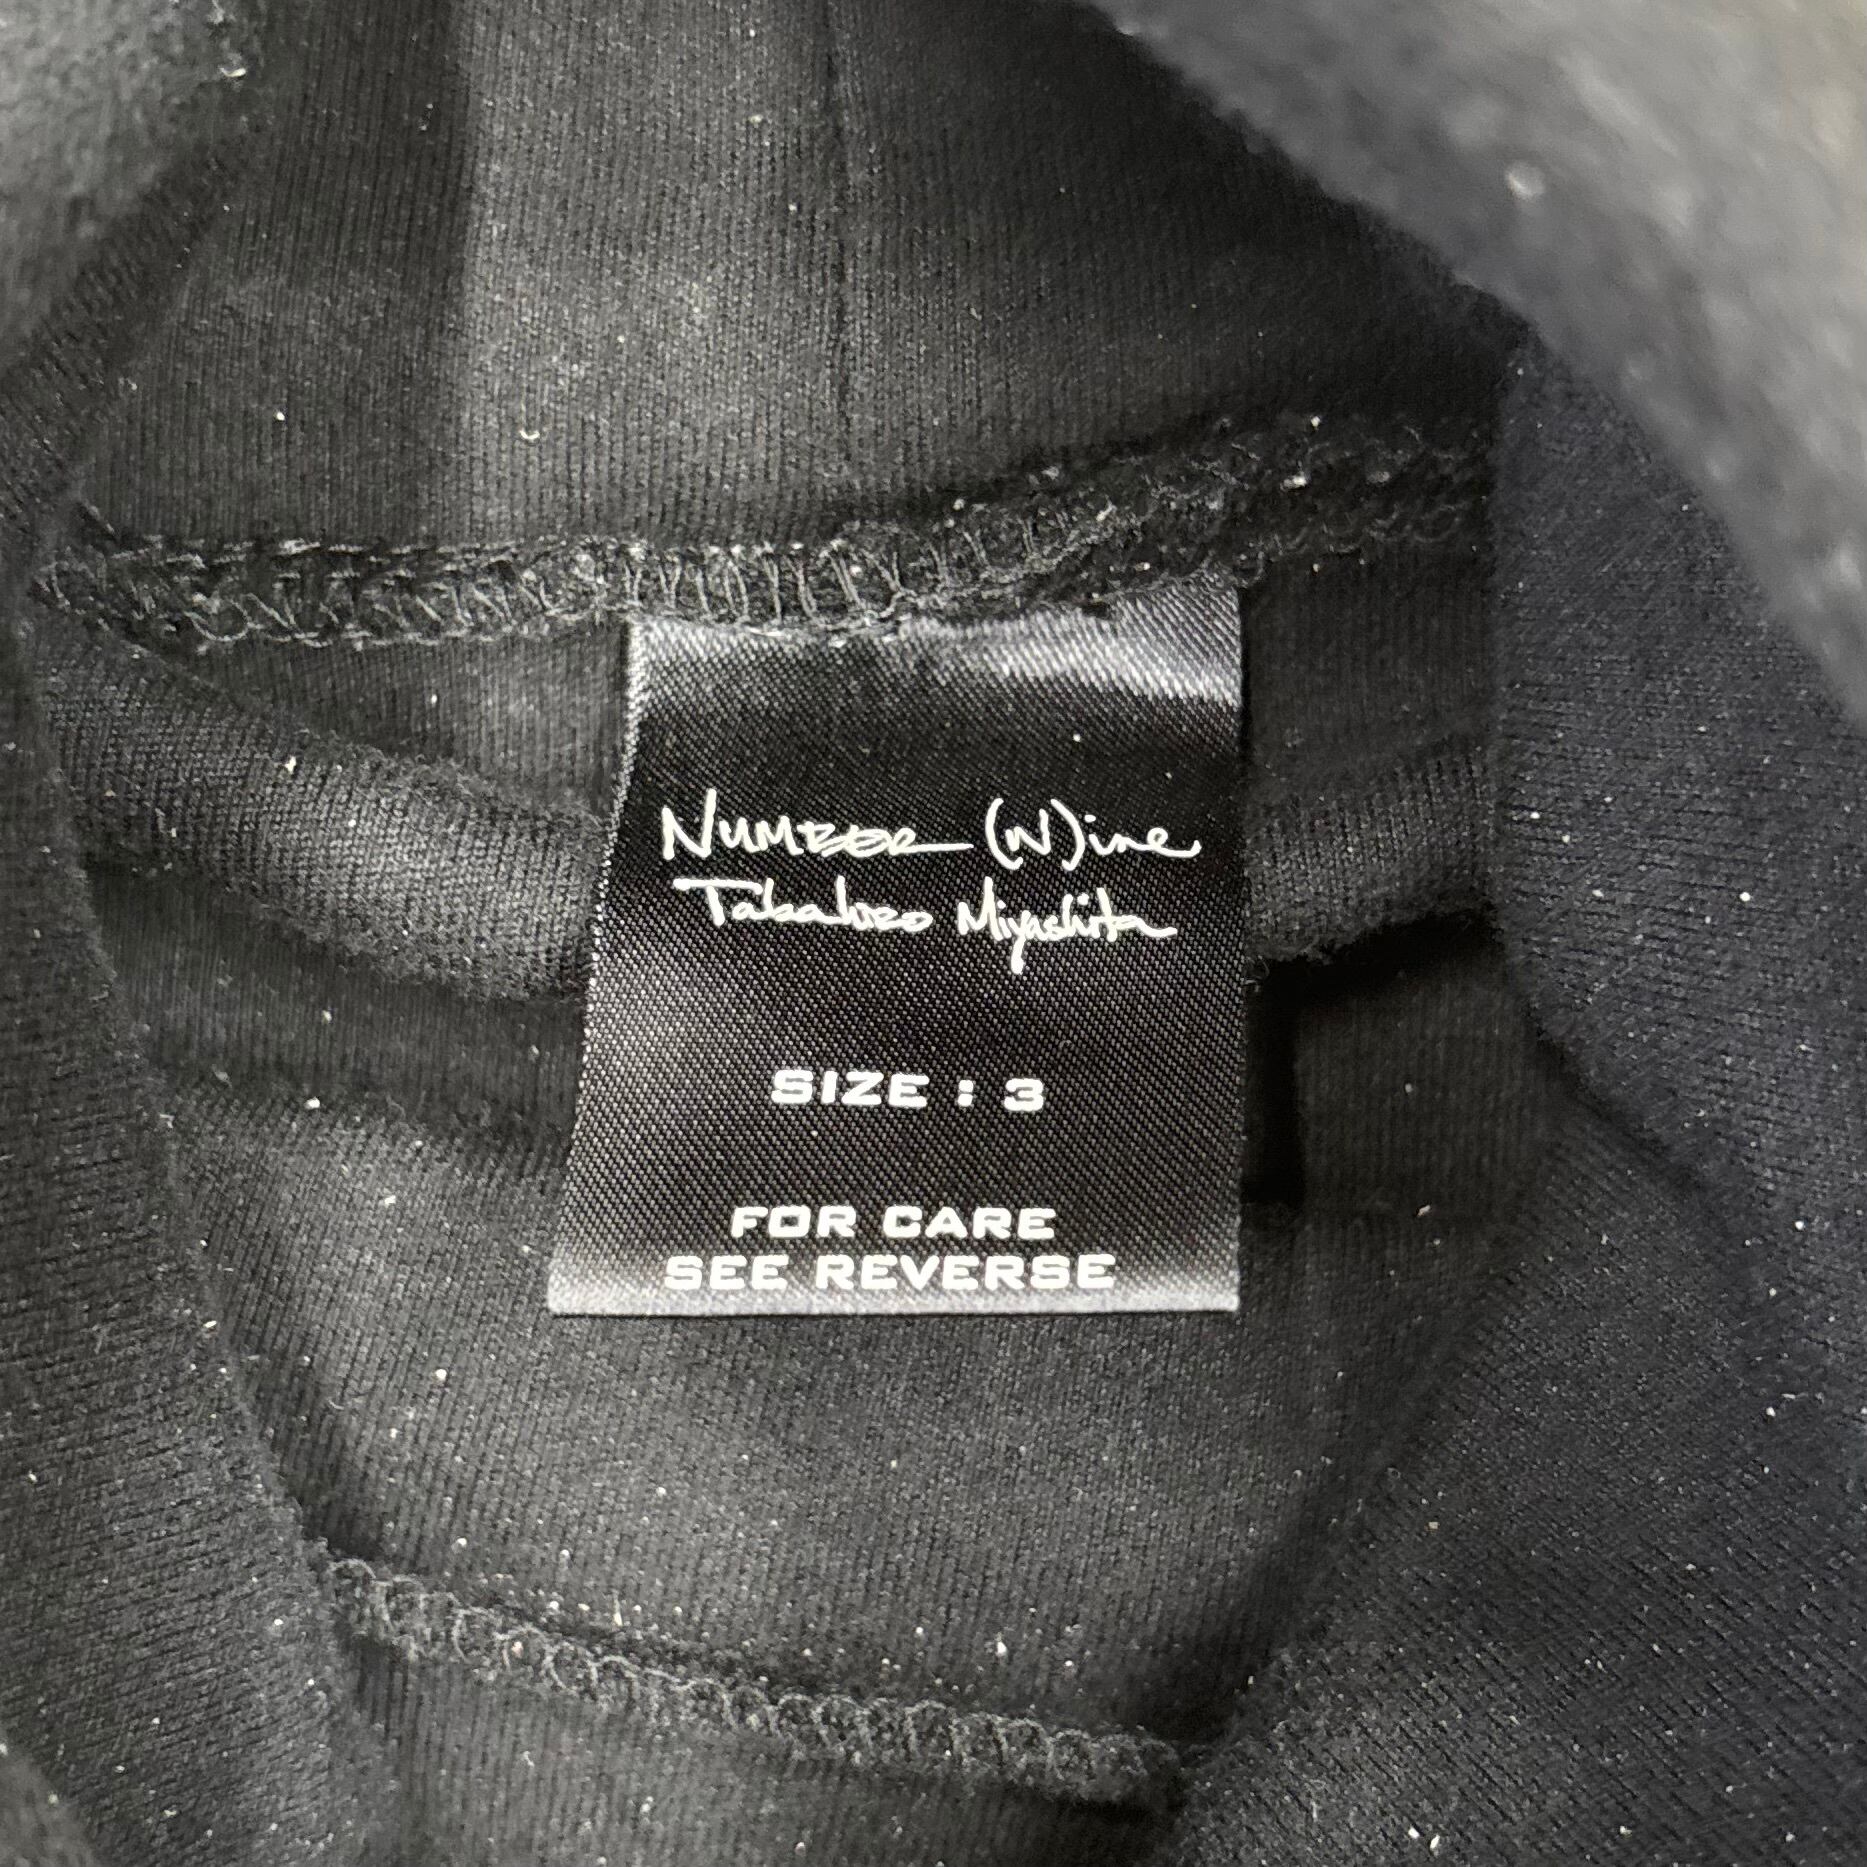 NUMBER (N)ine
Takahiro Miyashita
SIZE : 3
FOR CARE
SEE REVERSE